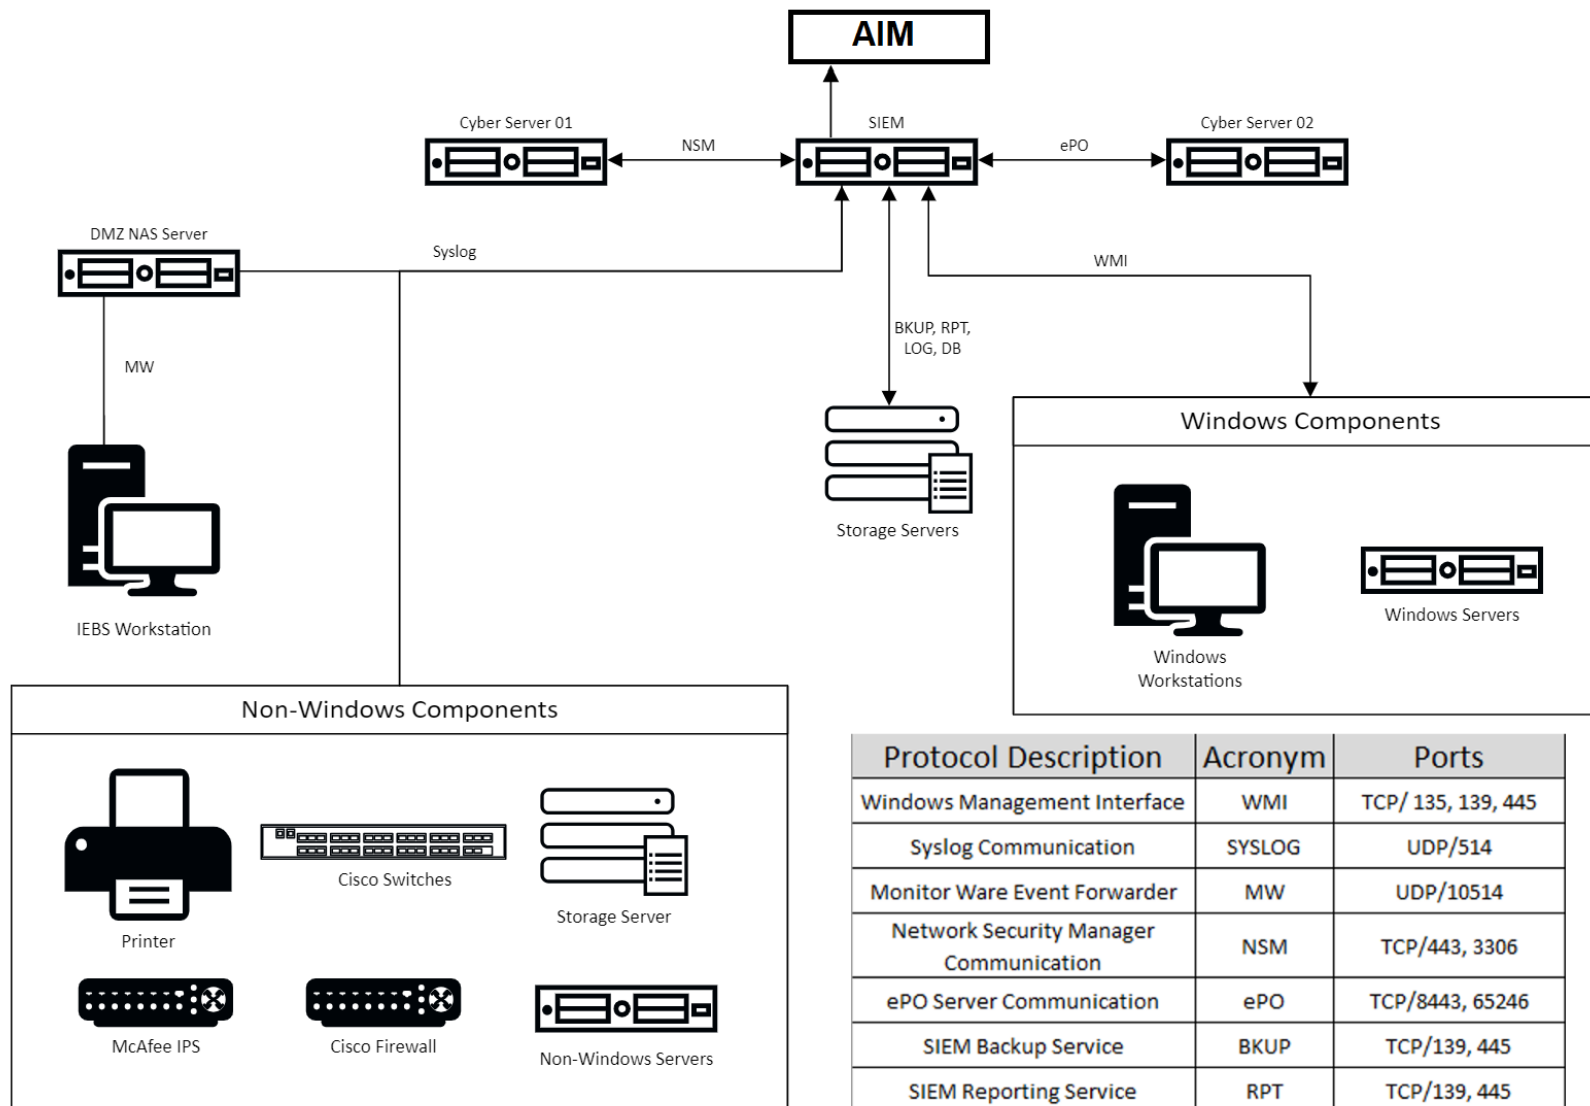 AIM
Cyber Server 01
SIEM
Cyber Server 02
NSM
ePO
DMZ NAS Server
Syslog
WMI
BKUP, RPT,
LOG, DB
MW
Windows Components
Storage Servers
IEBS Workstation
Windows Servers
Windows
Workstations
Non-Windows Components
Printer
Cisco Switches
Storage Server
McAfee IPS
Cisco Firewall
Non-Windows Servers
Protocol Description Acronym Ports
Windows Management Interface WMI TCP/ 135, 139, 445
Syslog Communication SYSLOG UDP/514
Monitor Ware Event Forwarder MW UDP/10514
Network Security Manager
Communication NSM TCP/443, 3306
ePO Server Communication ePO TCP/8443, 65246
SIEM Backup Service BKUP TCP/139, 445
SIEM Reporting Service RPT TCP/139, 445